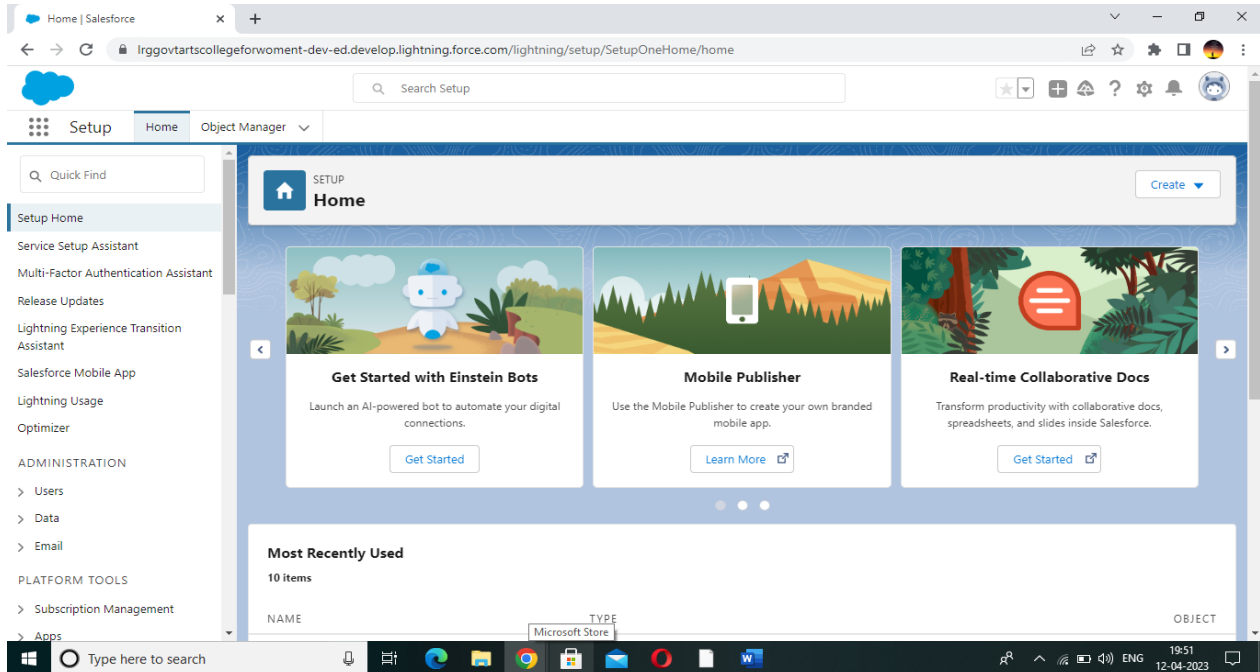 Home | Salesforce
lrggovtartscollegeforwoment-dev-ed.develop.lightning.force.com/lightning/setup/SetupOneHome/home
Search Setup
Setup
Home
Object Manager
Quick Find
Setup Home
Service Setup Assistant
Multi-Factor Authentication Assistant
Release Updates
Lightning Experience Transition
Assistant
Salesforce Mobile App
Lightning Usage
Optimizer
ADMINISTRATION
Users
Data
Email
PLATFORM TOOLS
Subscription Management
Apps
SETUP
Home
Create
Get Started with Einstein Bots
Launch an AI-powered bot to automate your digital
connections.
Get Started
Mobile Publisher
Use the Mobile Publisher to create your own branded
mobile app.
Learn More
Real-time Collaborative Docs
Transform productivity with collaborative docs,
spreadsheets, and slides inside Salesforce.
Get Started
Most Recently Used
10 items
NAME TYPE OBJECT
Microsoft Store
Type here to search
ENG
19:51
12-04-2023